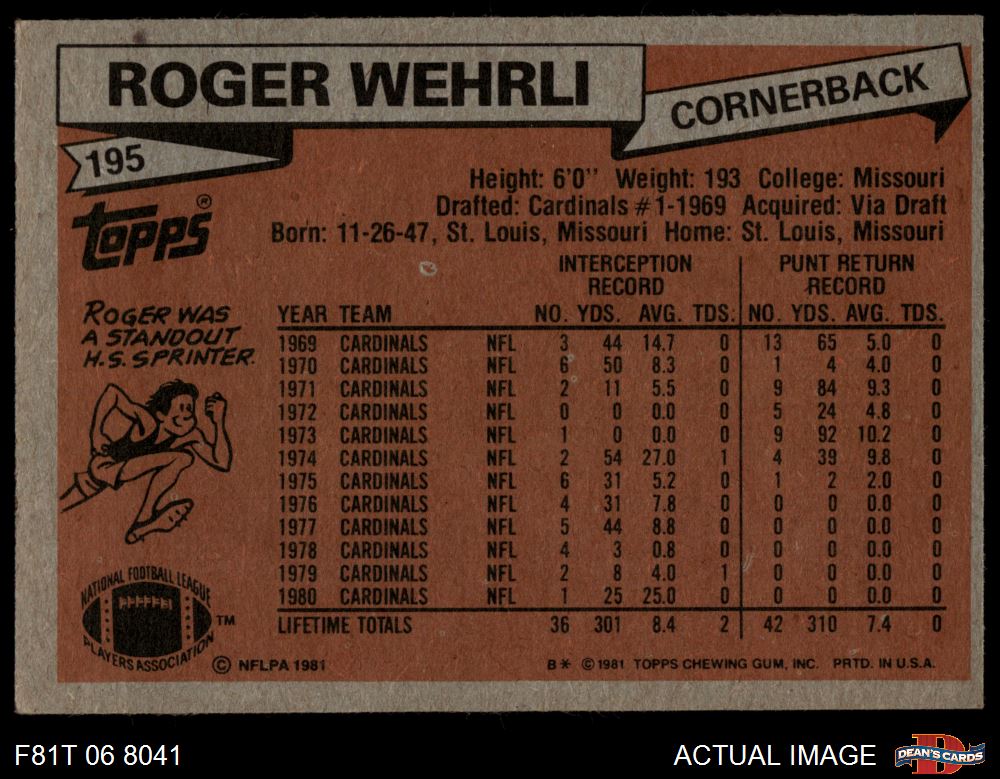 ROGER WEHRLI
CORNERBACK
195
topps®
Height: 6'0" Weight: 193 College: Missouri
Drafted: Cardinals #1-1969 Acquired: Via Draft
Born: 11-26-47, St. Louis, Missouri Home: St. Louis, Missouri
ROGER WAS
A STANDOUT
H.S. SPRINTER.
INTERCEPTION RECORD PUNT RETURN RECORD
YEAR TEAM NO. YDS. AVG. TDS. NO. YDS. AVG. TDS.
1969 CARDINALS NFL 3 44 14.7 0 13 65 5.0 0
1970 CARDINALS NFL 6 50 8.3 0 1 4 4.0 0
1971 CARDINALS NFL 2 11 5.5 0 9 84 9.3 0
1972 CARDINALS NFL 0 0 0.0 0 5 24 4.8 0
1973 CARDINALS NFL 1 0 0.0 0 9 92 10.2 0
1974 CARDINALS NFL 2 54 27.0 1 4 39 9.8 0
1975 CARDINALS NFL 6 31 5.2 0 1 2 2.0 0
1976 CARDINALS NFL 4 31 7.8 0 0 0 0.0 0
1977 CARDINALS NFL 5 44 8.8 0 0 0 0.0 0
1978 CARDINALS NFL 4 3 0.8 0 0 0 0.0 0
1979 CARDINALS NFL 2 8 4.0 1 0 0 0.0 0
1980 CARDINALS NFL 1 25 25.0 0 0 0.0 0
LIFETIME TOTALS 36 301 8.4 2 42 310 7.4 0
NATIONAL FOOTBALL LEAGUE
PLAYERS ASSOCIATION
TM
© NFLPA 1981
B* © 1981 TOPPS CHEWING GUM, INC. PRTD. IN U.S.A.
F81T 06 8041
ACTUAL IMAGE
DEAN'S CARDS